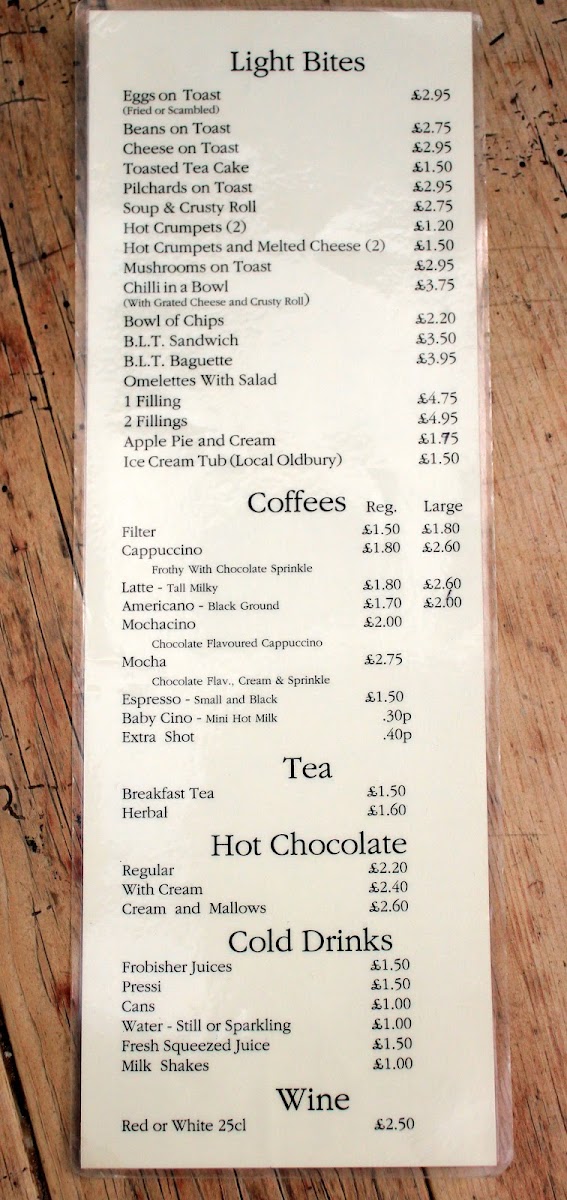 Light Bites
Eggs on Toast £2.95
(Fried or Scambled)
Beans on Toast £2.75
Cheese on Toast £2.95
Toasted Tea Cake £1.50
Pilchards on Toast £2.95
Soup & Crusty Roll £2.75
Hot Crumpets (2) £1.20
Hot Crumpets and Melted Cheese (2) £1.50
Mushrooms on Toast £2.95
Chilli in a Bowl £3.75
(With Grated Cheese and Crusty Roll)
Bowl of Chips £2.20
B.L.T. Sandwich £3.50
B.L.T. Baguette £3.95
Omelettes With Salad
1 Filling £4.75
2 Fillings £4.95
Apple Pie and Cream £1.75
Ice Cream Tub (Local Oldbury) £1.50
Coffees Reg. Large
Filter £1.50 £1.80
Cappuccino £1.80 £2.60
Frothy With Chocolate Sprinkle
Latte - Tall Milky £1.80 £2.60
Americano - Black Ground £1.70 £2.00
Mochacino £2.00
Chocolate Flavoured Cappuccino
Mocha £2.75
Chocolate Flav., Cream & Sprinkle
Espresso - Small and Black £1.50
Baby Cino - Mini Hot Milk .30p
Extra Shot .40p
Tea
Breakfast Tea £1.50
Herbal £1.60
Hot Chocolate
Regular £2.20
With Cream £2.40
Cream and Mallows £2.60
Cold Drinks
Frobisher Juices £1.50
Pressi £1.50
Cans £1.00
Water - Still or Sparkling £1.00
Fresh Squeezed Juice £1.50
Milk Shakes £1.00
Wine
Red or White 25cl £2.50